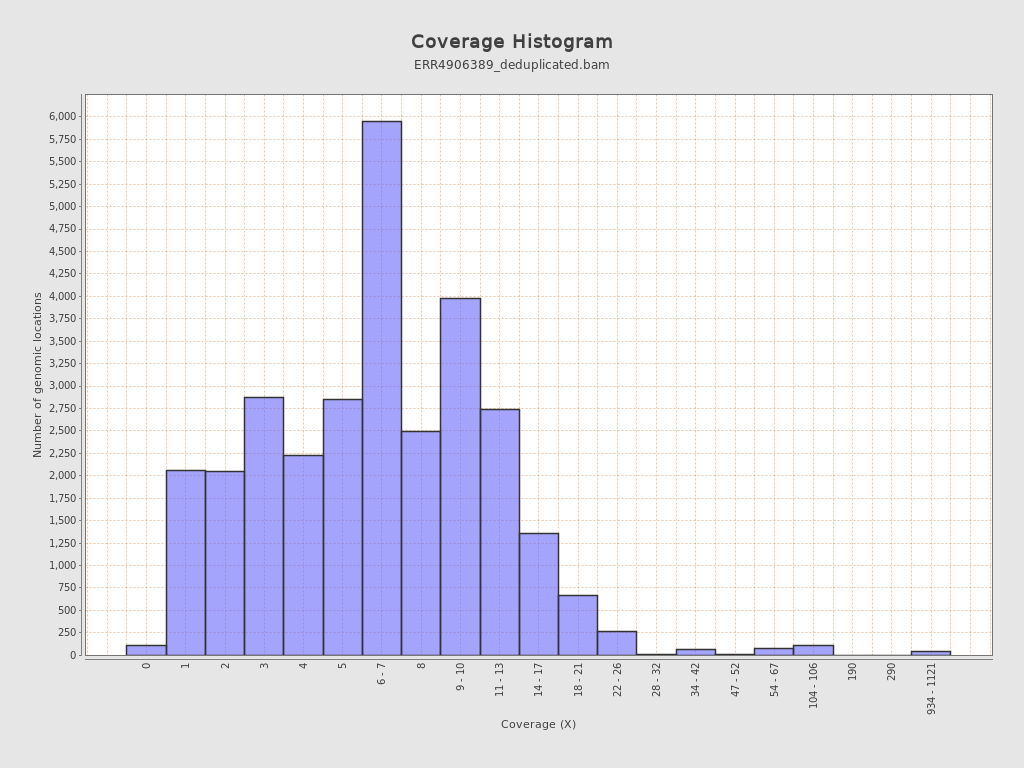 Coverage Histogram
ERR4906389_deduplicated.bam
Number of genomic locations
6,000
5,750
5,500
5,250
5,000
4,750
4,500
4,250
4,000
3,750
3,500
3,250
3,000
2,750
2,500
2,250
2,000
1,750
1,500
1,250
1,000
750
500
250
0
0
1
2
3
4
5
6 - 7
8
9 - 10
11 - 13
14 - 17
18 - 21
22 - 26
28 - 32
34 - 42
47 - 52
54 - 67
104 - 106
190
290
934 - 1121
Coverage (X)